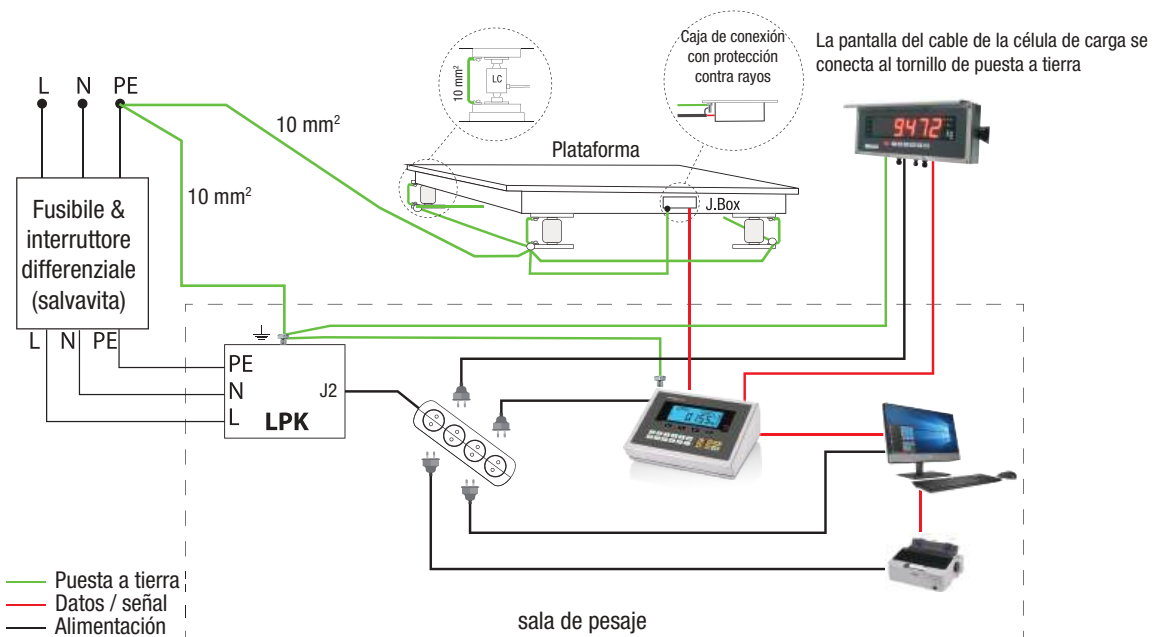 L N PE
10 mm²
10 mm²
Fusibile &
interruttore
differenziale
(salvavita)
L N PE
10 mm²
LC
Caja de conexión
con protección
contra rayos
La pantalla del cable de la célula de carga se
conecta al tornillo de puesta a tierra
9472
Plataforma
J.Box
PE
N
L
LPK
J2
Puesta a tierra
Datos / señal
Alimentación
sala de pesaje